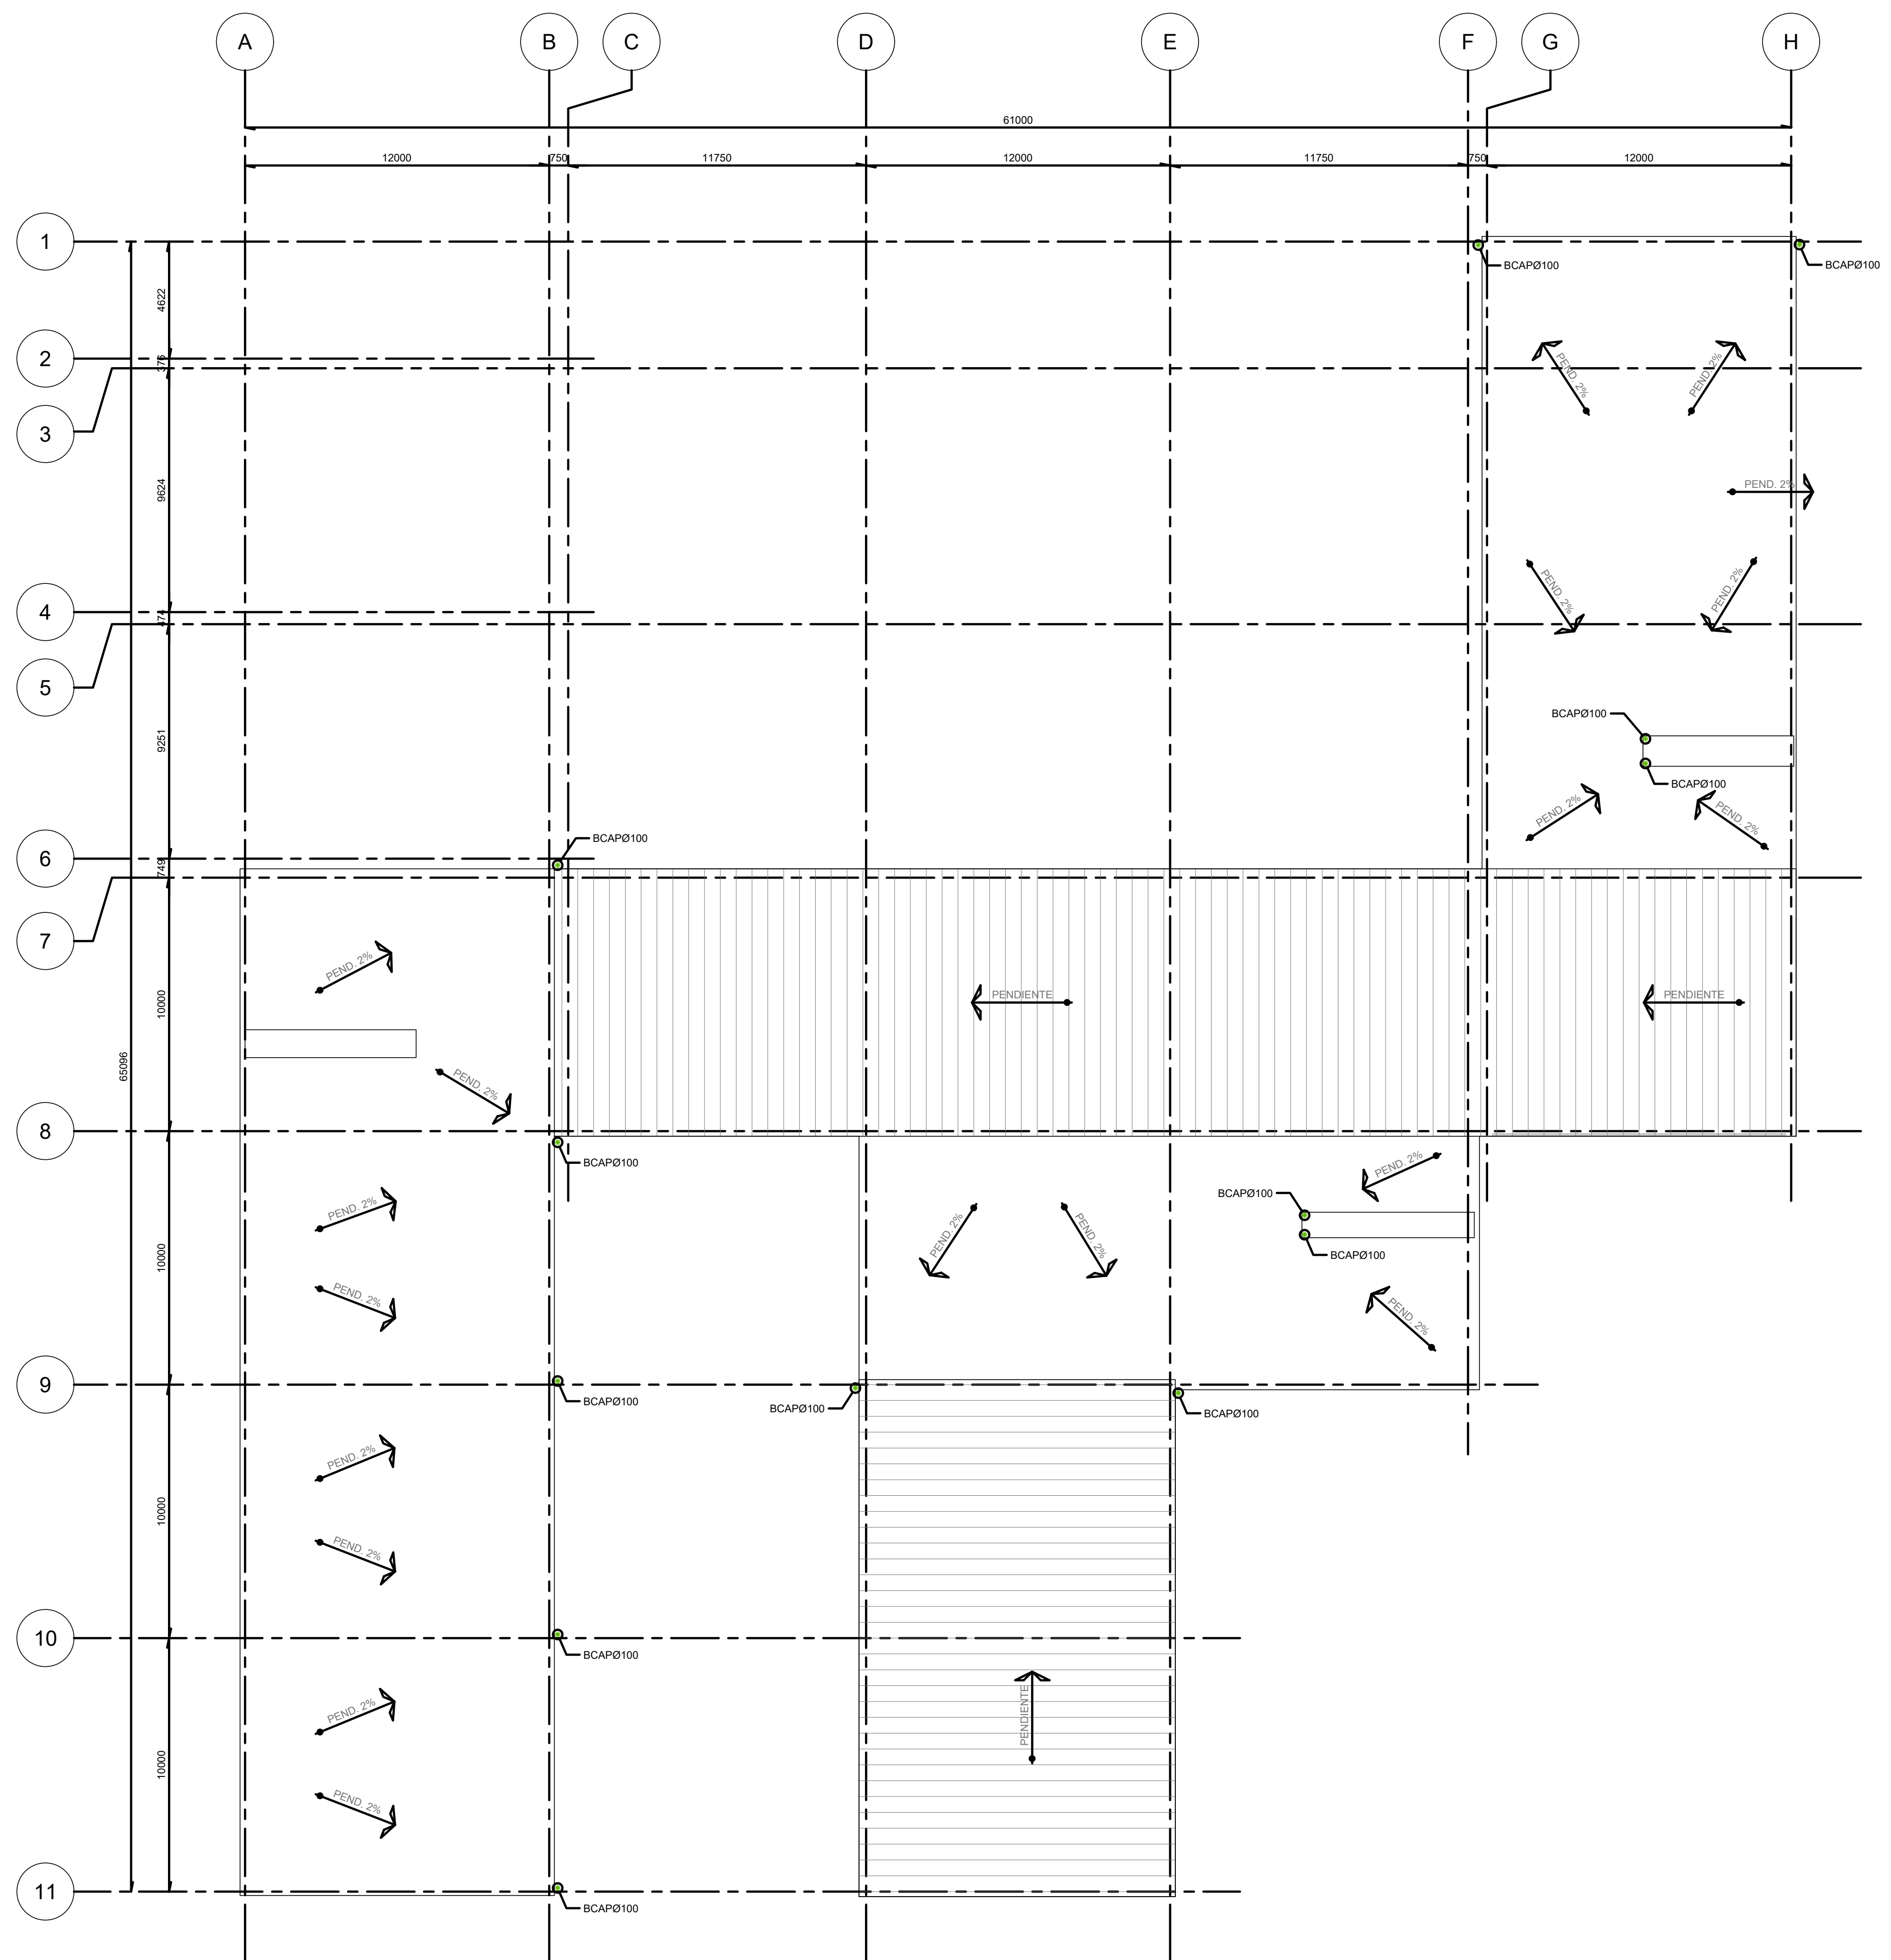 A
B
C
D
E
F
G
H
61000
12000
750
11750
12000
11750
750
12000
1
BCAPØ100
BCAPØ100
4622
2
376
PEND. 2%
PEND. 2%
3
9624
PEND. 2%
4
474
PEND. 2%
PEND. 2%
5
BCAPØ100
9251
BCAPØ100
PEND. 2%
PEND. 2%
BCAPØ100
6
749
7
PEND. 2%
10000
PENDIENTE
PENDIENTE
65096
PEND. 2%
8
BCAPØ100
PEND. 2%
BCAPØ100
PEND. 2%
PEND. 2%
PEND. 2%
10000
BCAPØ100
PEND. 2%
PEND. 2%
9
BCAPØ100
BCAPØ100
BCAPØ100
PEND. 2%
10000
PEND. 2%
10
BCAPØ100
PEND. 2%
PENDIENTE
10000
PEND. 2%
11
BCAPØ100